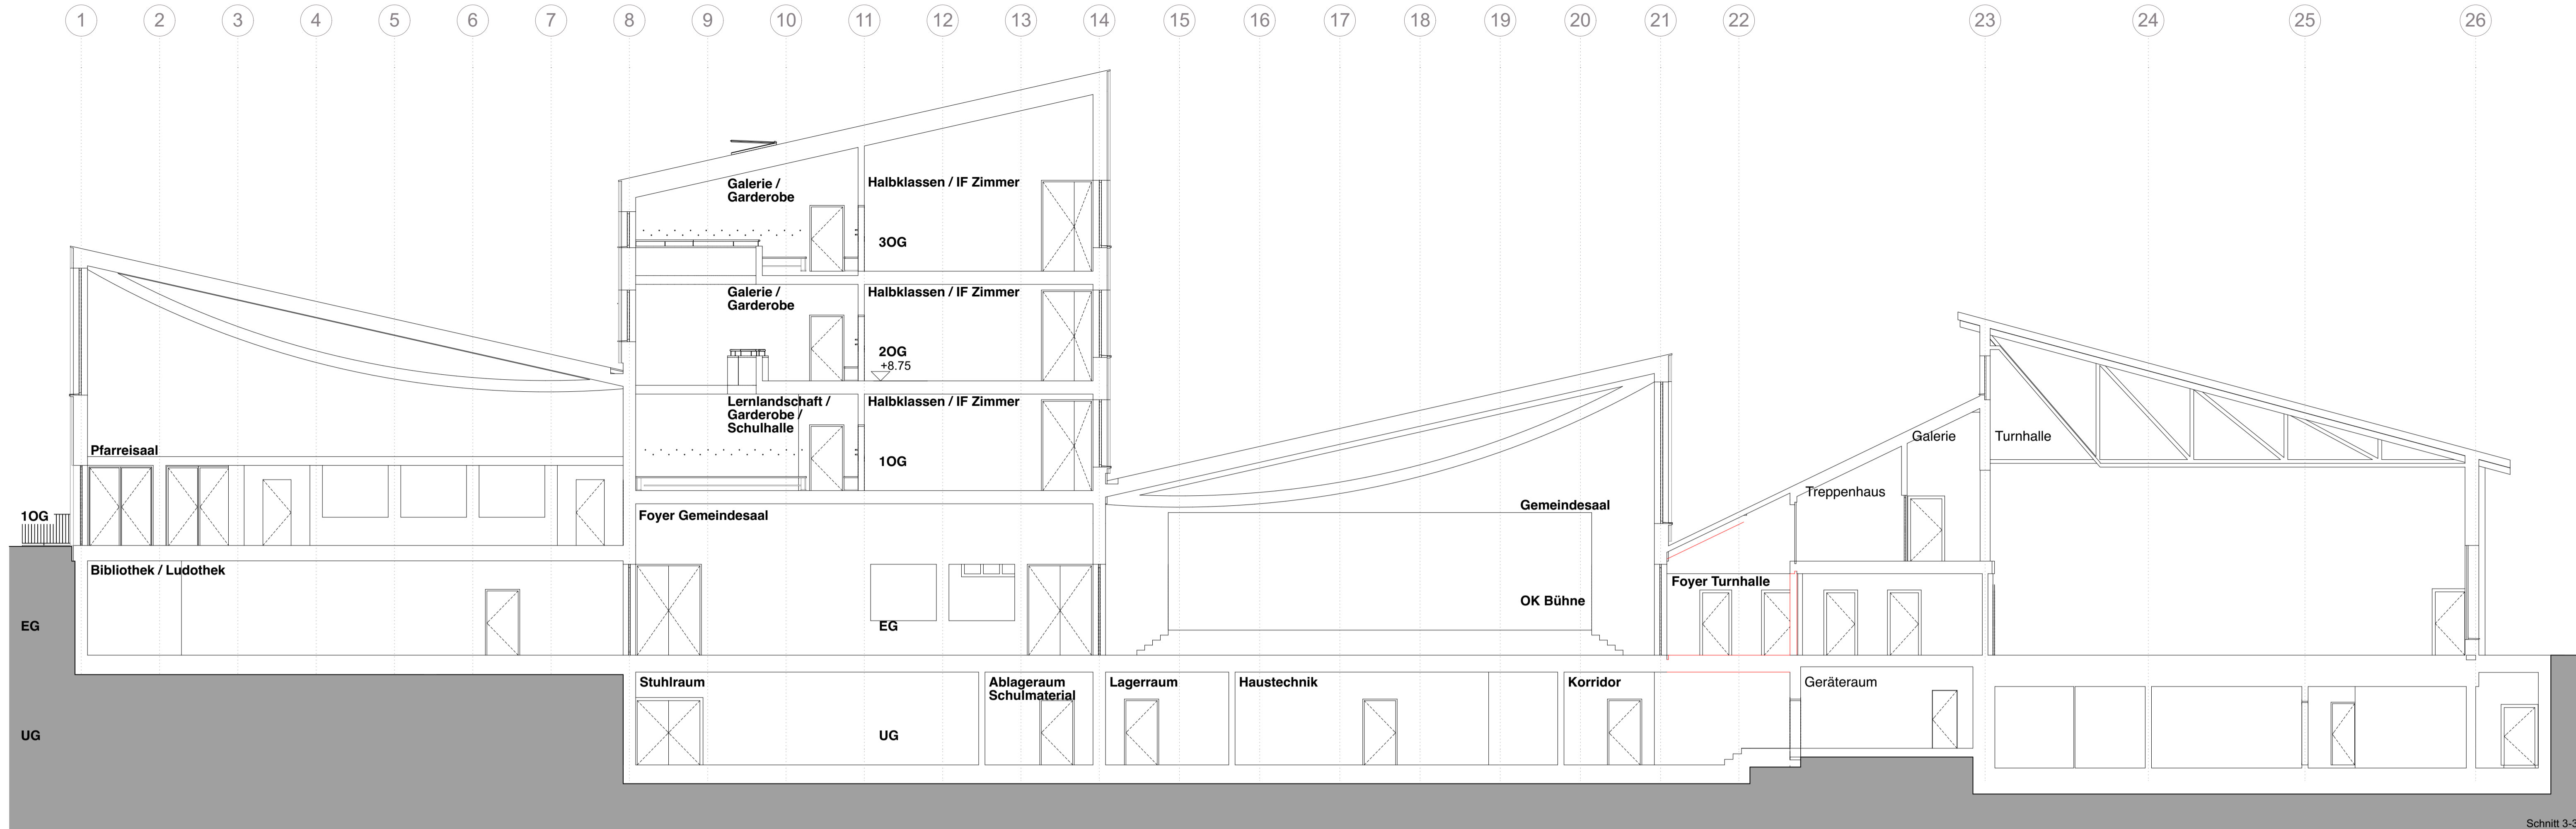 1 2 3 4 5 6 7 8 9 10 11 12 13 14 15 16 17 18 19 20 21 22 23 24 25 26
Galerie /
Garderobe
Halbklassen / IF Zimmer
3OG
Galerie /
Garderobe
Halbklassen / IF Zimmer
2OG
+8.75
Lernlandschaft /
Garderobe /
Schulhalle
Halbklassen / IF Zimmer
1OG
Pfarreisaal
1OG
Foyer Gemeindesaal
Gemeindesaal
Galerie
Turnhalle
Treppenhaus
Bibliothek / Ludothek
Foyer Turnhalle
OK Bühne
EG
EG
Stuhlraum
Ablageraum
Schulmaterial
Lagerraum
Haustechnik
Korridor
Geräteraum
UG
UG
Schnitt 3-3